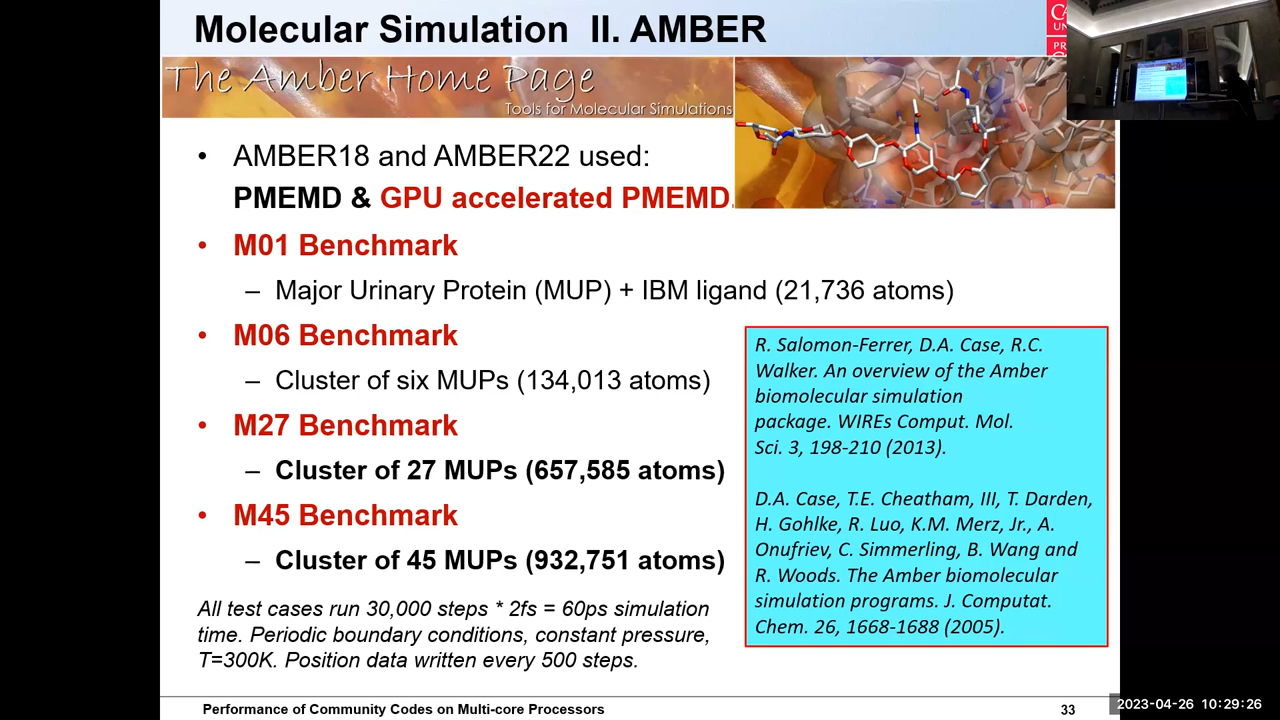 Molecular Simulation II. AMBER
The Amber Home Page
Tools for Molecular Simulations
• AMBER18 and AMBER22 used:
PMEMD & GPU accelerated PMEMD.
• M01 Benchmark
– Major Urinary Protein (MUP) + IBM ligand (21,736 atoms)
• M06 Benchmark
– Cluster of six MUPs (134,013 atoms)
• M27 Benchmark
– Cluster of 27 MUPs (657,585 atoms)
• M45 Benchmark
– Cluster of 45 MUPs (932,751 atoms)
All test cases run 30,000 steps * 2fs = 60ps simulation
time. Periodic boundary conditions, constant pressure,
T=300K. Position data written every 500 steps.
R. Salomon-Ferrer, D.A. Case, R.C.
Walker. An overview of the Amber
biomolecular simulation
package. WIREs Comput. Mol.
Sci. 3, 198-210 (2013).
D.A. Case, T.E. Cheatham, III, T. Darden,
H. Gohlke, R. Luo, K.M. Merz, Jr., A.
Onufriev, C. Simmerling, B. Wang and
R. Woods. The Amber biomolecular
simulation programs. J. Computat.
Chem. 26, 1668-1688 (2005).
Performance of Community Codes on Multi-core Processors
33
2023-04-26 10:29:26